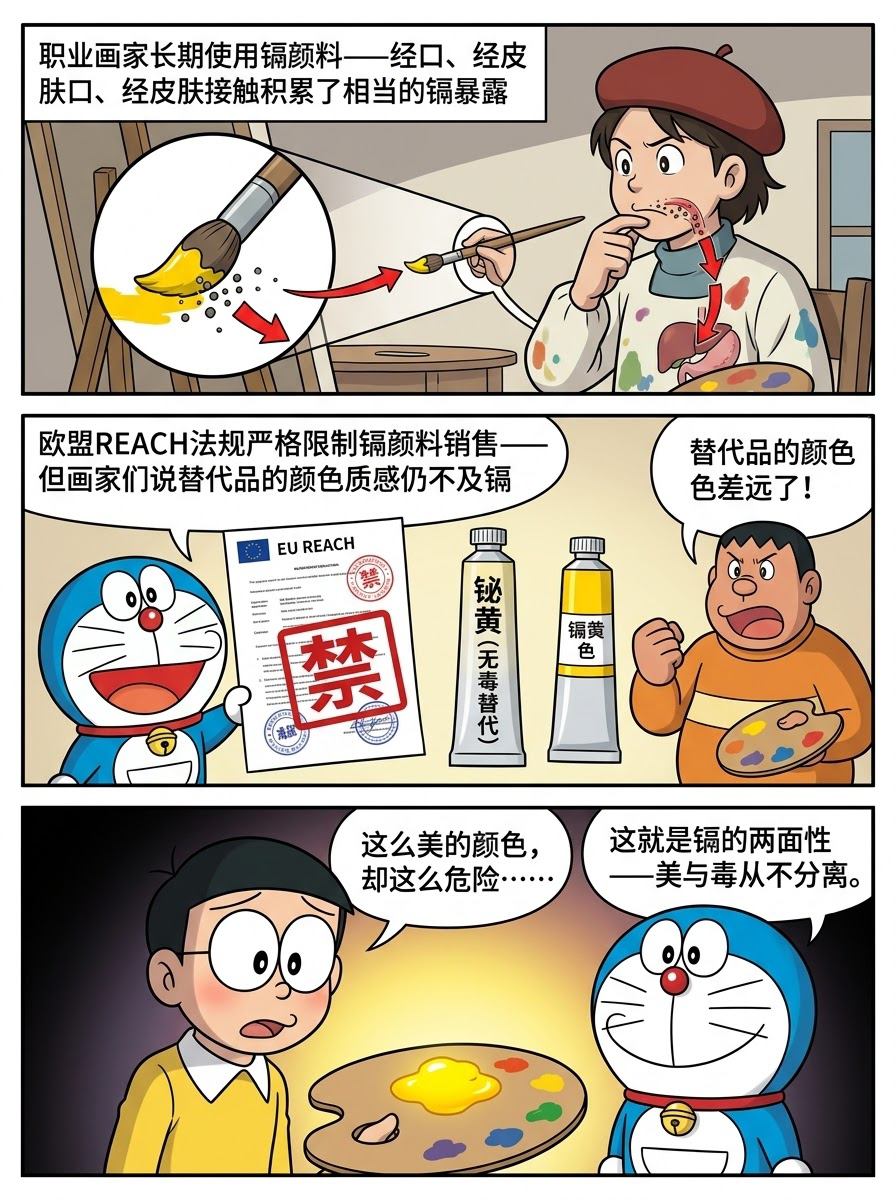 职业画家长期使用镉颜料——经口、经皮
肤口、经皮肤接触积累了相当的镉暴露
欧盟REACH法规严格限制镉颜料销售——
但画家们说替代品的颜色质感仍不及镉
替代品的颜色
色差远了！
EU REACH
禁
禁
铋黄（无毒替代）
镉黄
色
这么美的颜色，
却这么危险……
这就是镉的两面性
——美与毒从不分离。